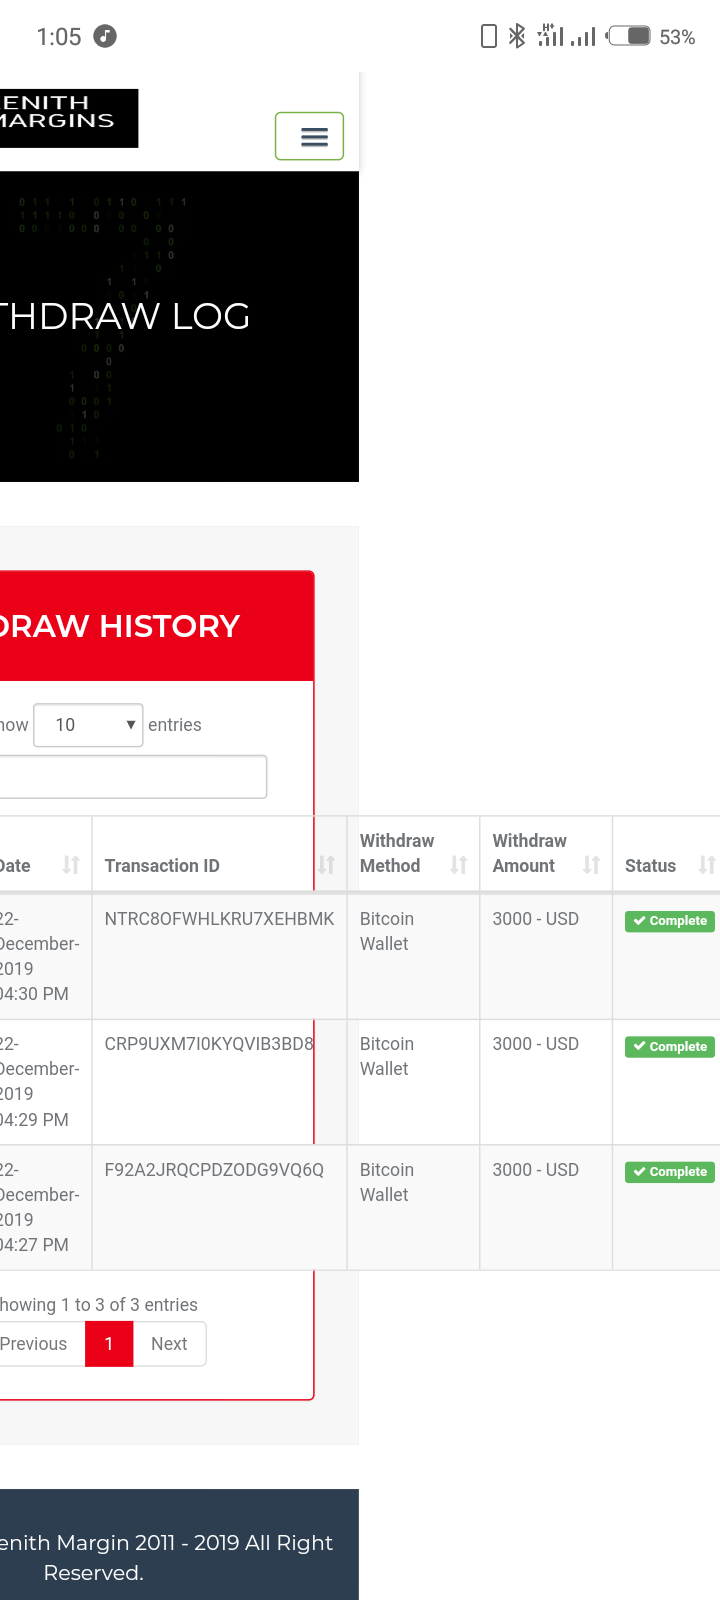 1:05
53%
ENITH
MARGINS
THDRAW LOG
DRAW HISTORY
how 10 entries
Date Transaction ID Withdraw Method Withdraw Amount Status
22-December-2019 04:30 PM NTRC8OFWHLKRU7XEHBMK Bitcoin Wallet 3000 - USD Complete
22-December-2019 04:29 PM CRP9UXM7I0KYQVIB3BD8 Bitcoin Wallet 3000 - USD Complete
22-December-2019 04:27 PM F92A2JRQCPDZODG9VQ6Q Bitcoin Wallet 3000 - USD Complete
howing 1 to 3 of 3 entries
Previous 1 Next
enith Margin 2011 - 2019 All Right
Reserved.